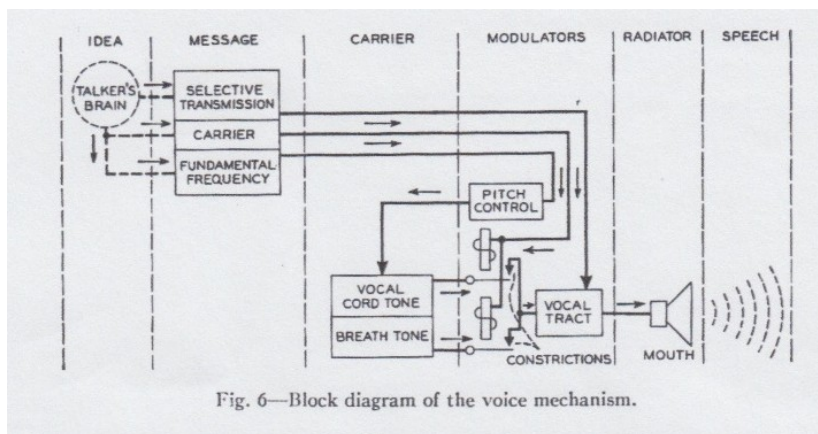 IDEA
MESSAGE
CARRIER
MODULATORS
RADIATOR
SPEECH
TALKER'S
BRAIN
SELECTIVE
TRANSMISSION
CARRIER
FUNDAMENTAL
FREQUENCY
PITCH
CONTROL
VOCAL
CORD TONE
BREATH TONE
VOCAL
TRACT
CONSTRICTIONS
MOUTH
Fig. 6—Block diagram of the voice mechanism.